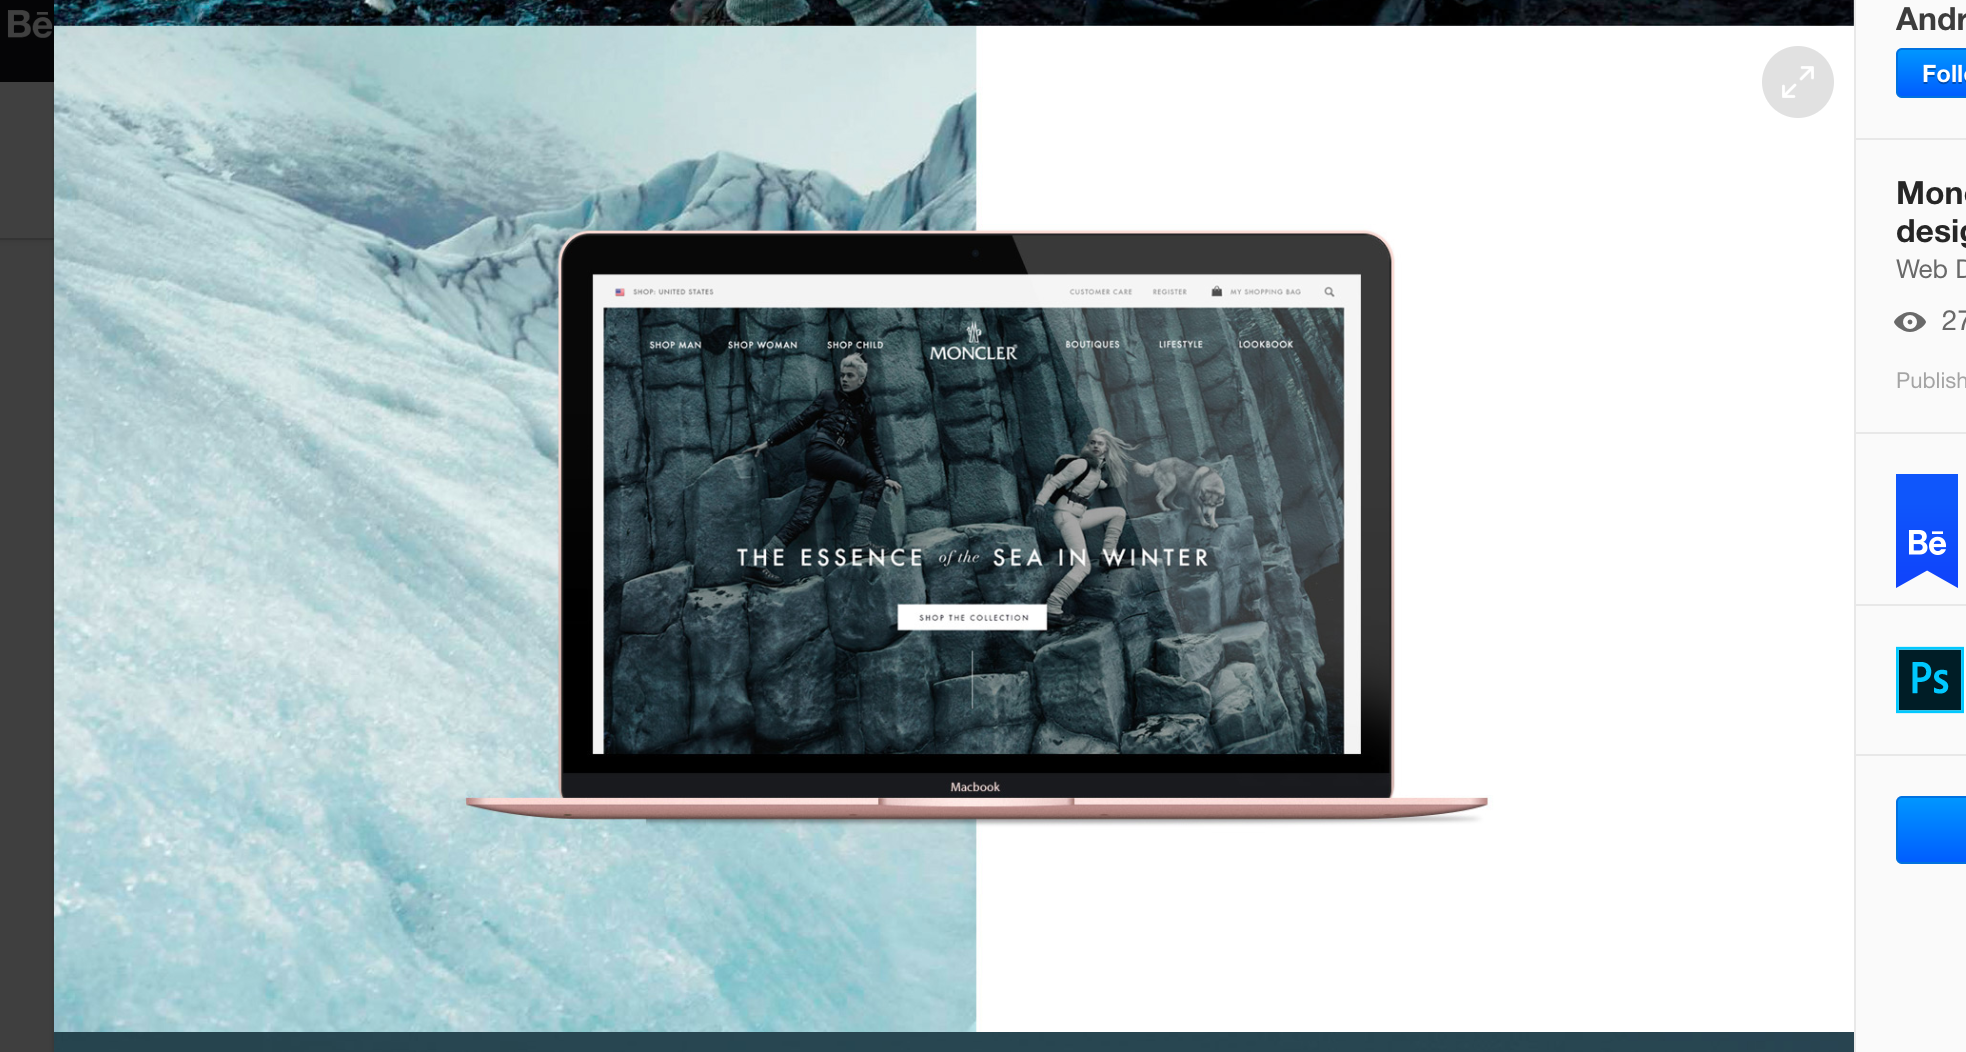 Bē
SHOP: UNITED STATES
CUSTOMER CARE
REGISTER
MY SHOPPING BAG
SHOP MAN
SHOP WOMAN
SHOP CHILD
MONCLER
BOUTIQUES
LIFESTYLE
LOOKBOOK
THE ESSENCE of the SEA IN WINTER
SHOP THE COLLECTION
Macbook
Andr
Foll
Mon
desig
Web D
27
Publish
Bē
Ps